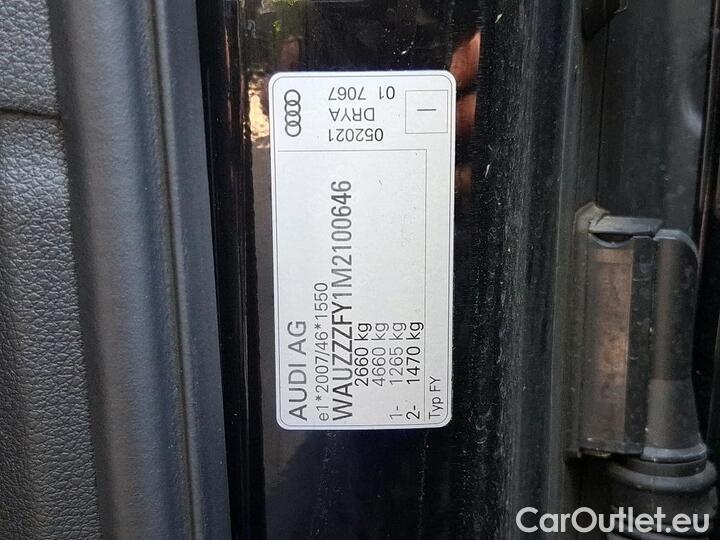 AUDI AG
e1*2007/46*1550
WAUZZZFY1M2100646
2660 kg
4660 kg
1- 1265 kg
2- 1470 kg
Typ FY
052021
DRYA
01 7067
I
CarOutlet.eu